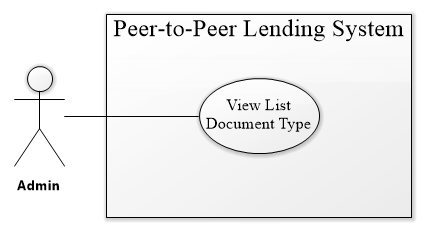 Peer-to-Peer Lending System
View List
Document Type
Admin